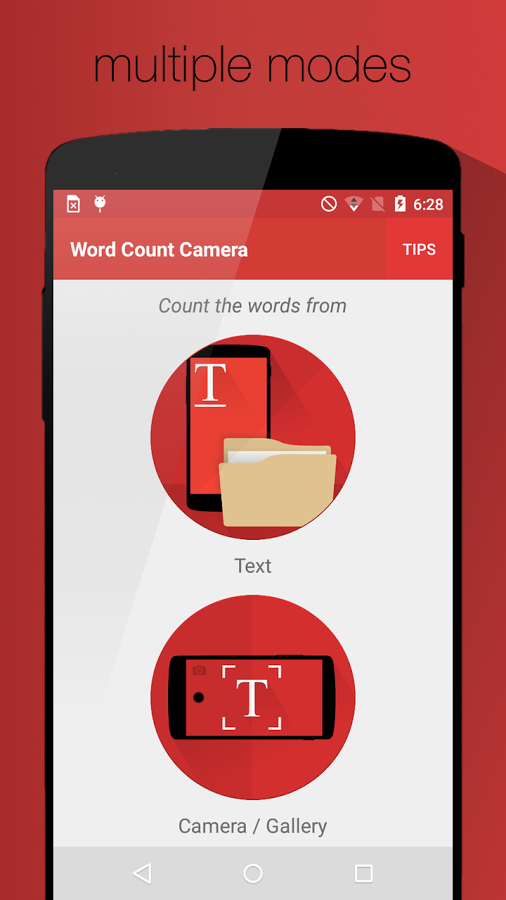 multiple modes
6:28
Word Count Camera
TIPS
Count the words from
T
Text
T
Camera / Gallery